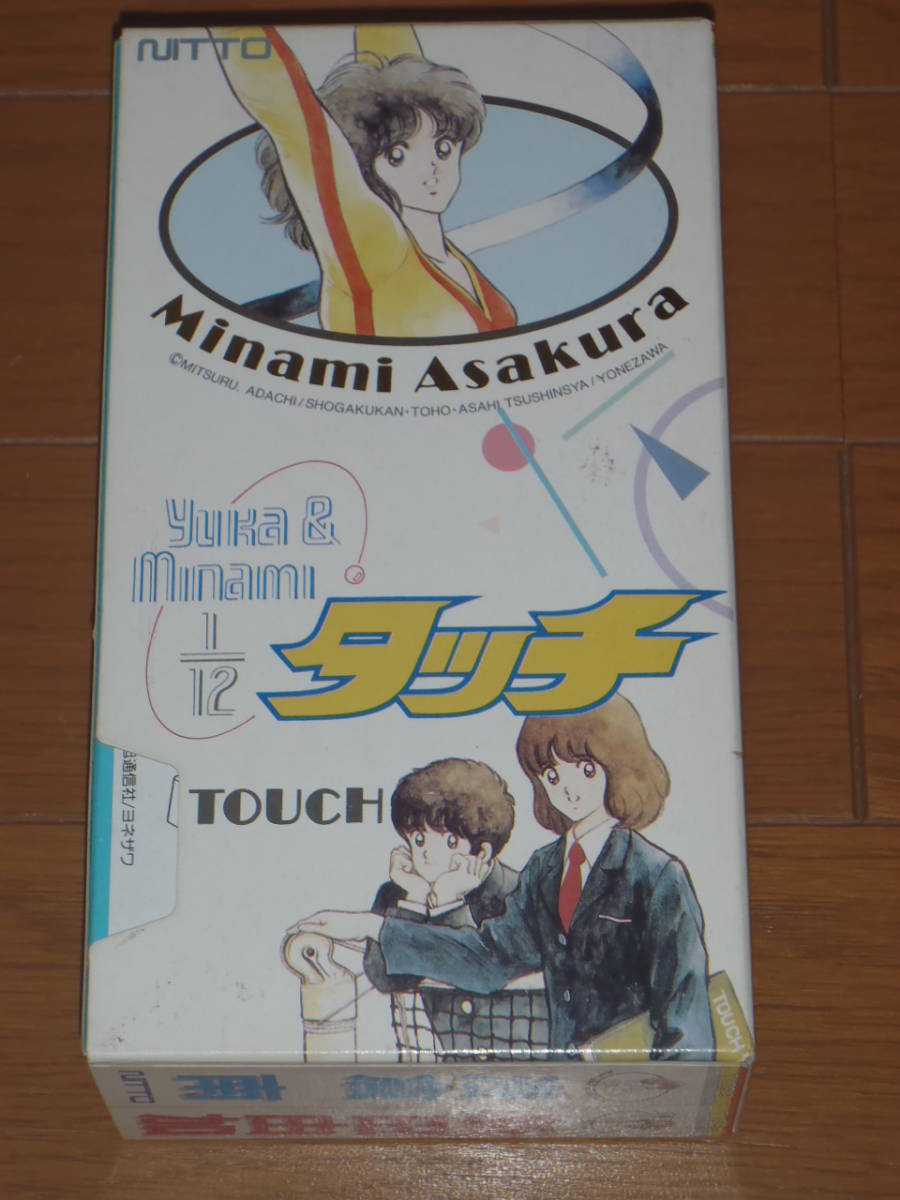 NITTO
Minami Asakura
©MITSURU. ADACHI/SHOGAKUKAN・TOHO・ASAHI TSUSHINSYA/YONEZAWA
Yuka &
Minami
1/12
タッチ
TOUCH
通信社/ヨネザワ
TOUCH
NITTO